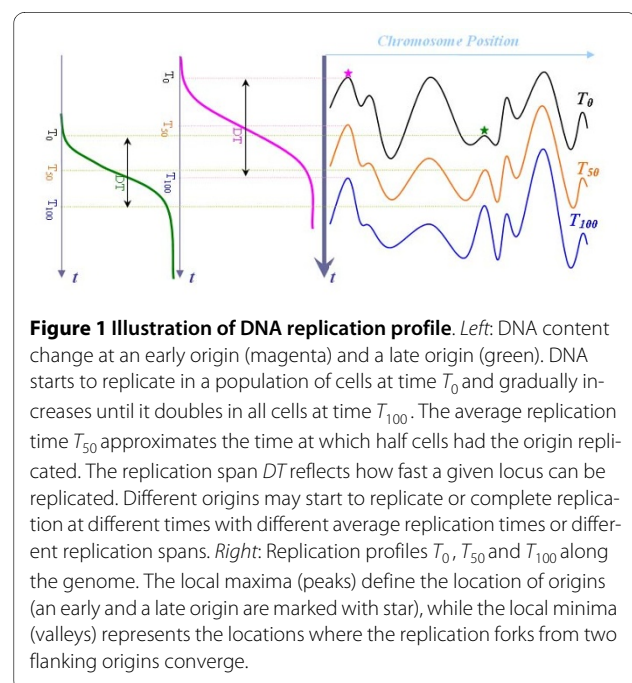 Chromosome Position
T0
T50
T100
DT
t
T0
T50
T100
DT
t
T0
T50
T100
t
Figure 1 Illustration of DNA replication profile. Left: DNA content
change at an early origin (magenta) and a late origin (green). DNA
starts to replicate in a population of cells at time T0 and gradually in-
creases until it doubles in all cells at time T100. The average replication
time T50 approximates the time at which half cells had the origin repli-
cated. The replication span DT reflects how fast a given locus can be
replicated. Different origins may start to replicate or complete replica-
tion at different times with different average replication times or differ-
ent replication spans. Right: Replication profiles T0, T50 and T100 along
the genome. The local maxima (peaks) define the location of origins
(an early and a late origin are marked with star), while the local minima
(valleys) represents the locations where the replication forks from two
flanking origins converge.